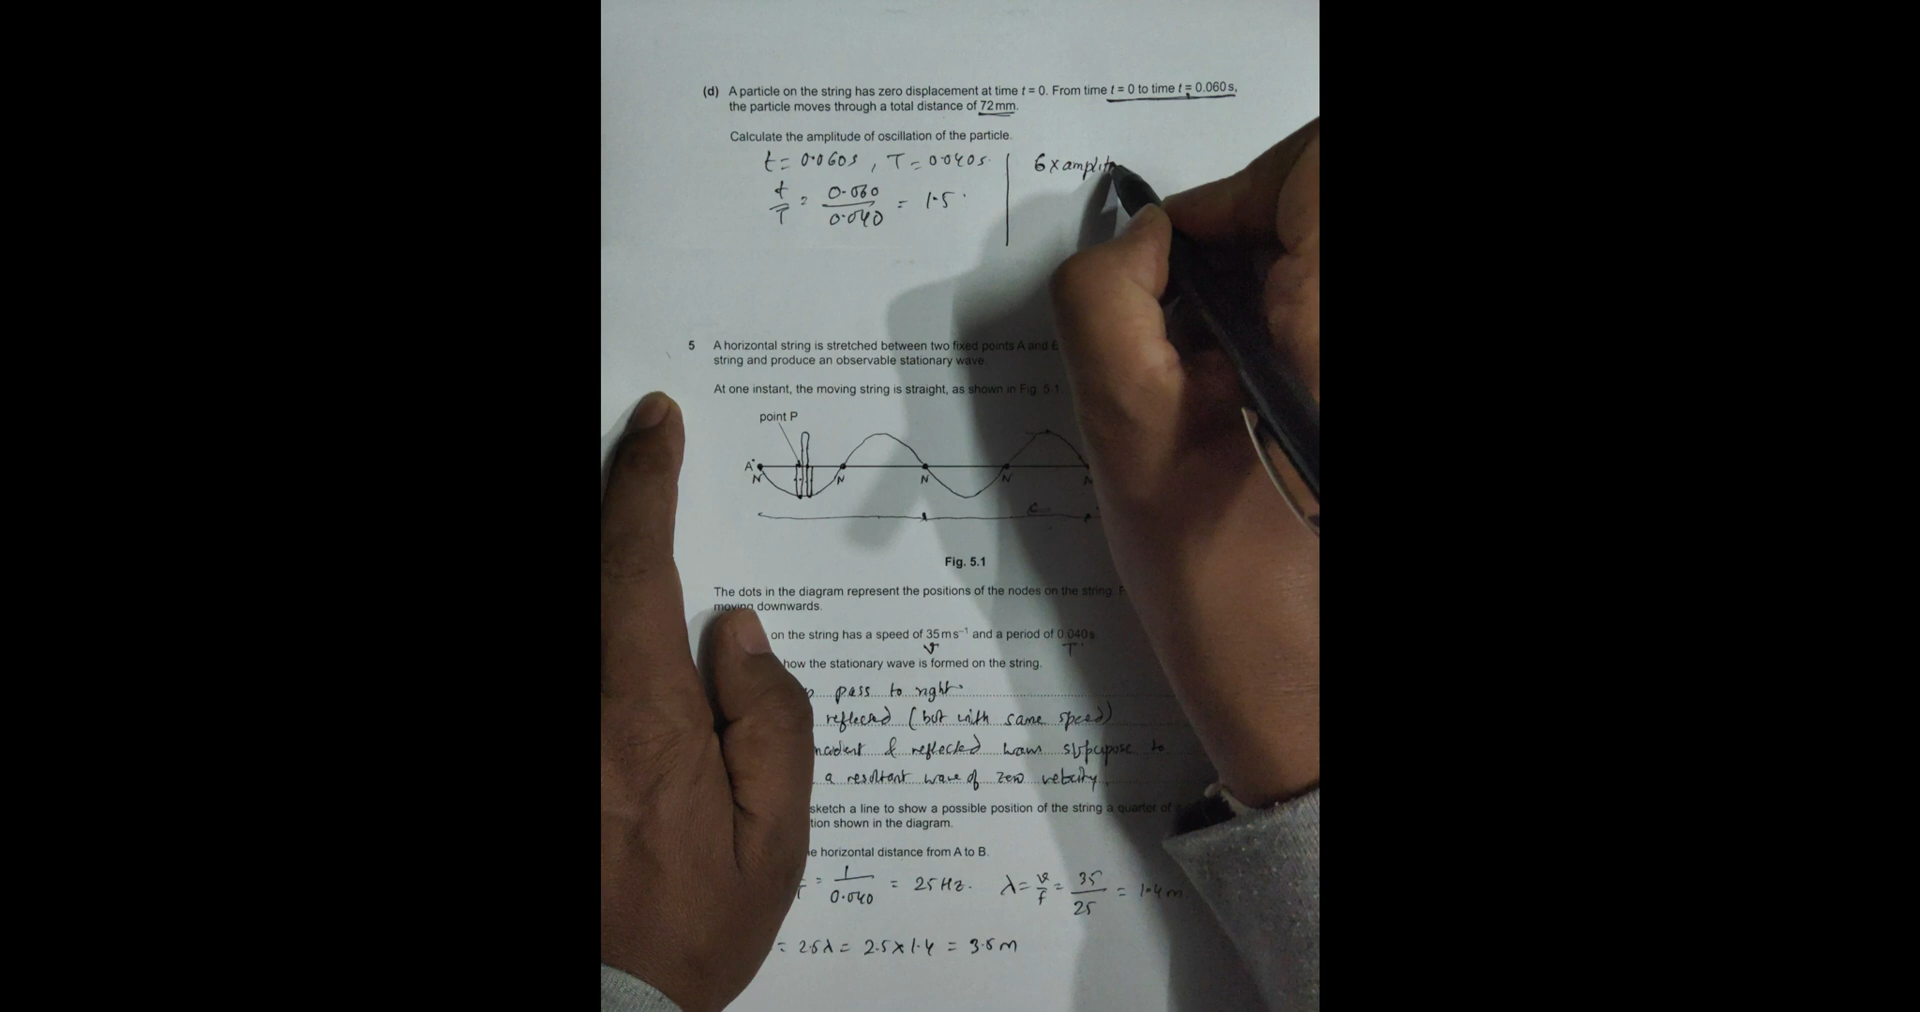 (d) A particle on the string has zero displacement at time t = 0. From time t = 0 to time t = 0.060 s,
the particle moves through a total distance of 72 mm.
Calculate the amplitude of oscillation of the particle.
t = 0.060s , T = 0.040s.
t/T = 0.060/0.040 = 1.5
6 x amplit
5 A horizontal string is stretched between two fixed points A and
string and produce an observable stationary wave.
At one instant, the moving string is straight, as shown in Fig. 5.1.
point P
A
N N N N N
Fig. 5.1
The dots in the diagram represent the positions of the nodes on the string.
moving downwards.
on the string has a speed of 35 m s⁻¹ and a period of 0.040 s
v T
how the stationary wave is formed on the string.
pass to right
reflected (but with same speed)
& reflected to
a resultant wave of zero velocity.
sketch a line to show a possible position of the string a quarter of
tion shown in the diagram.
e horizontal distance from A to B.
= 1/0.040 = 25 Hz. λ = v/f = 35/25 = 1.4 m
= 2.5λ = 2.5 x 1.4 = 3.5 m